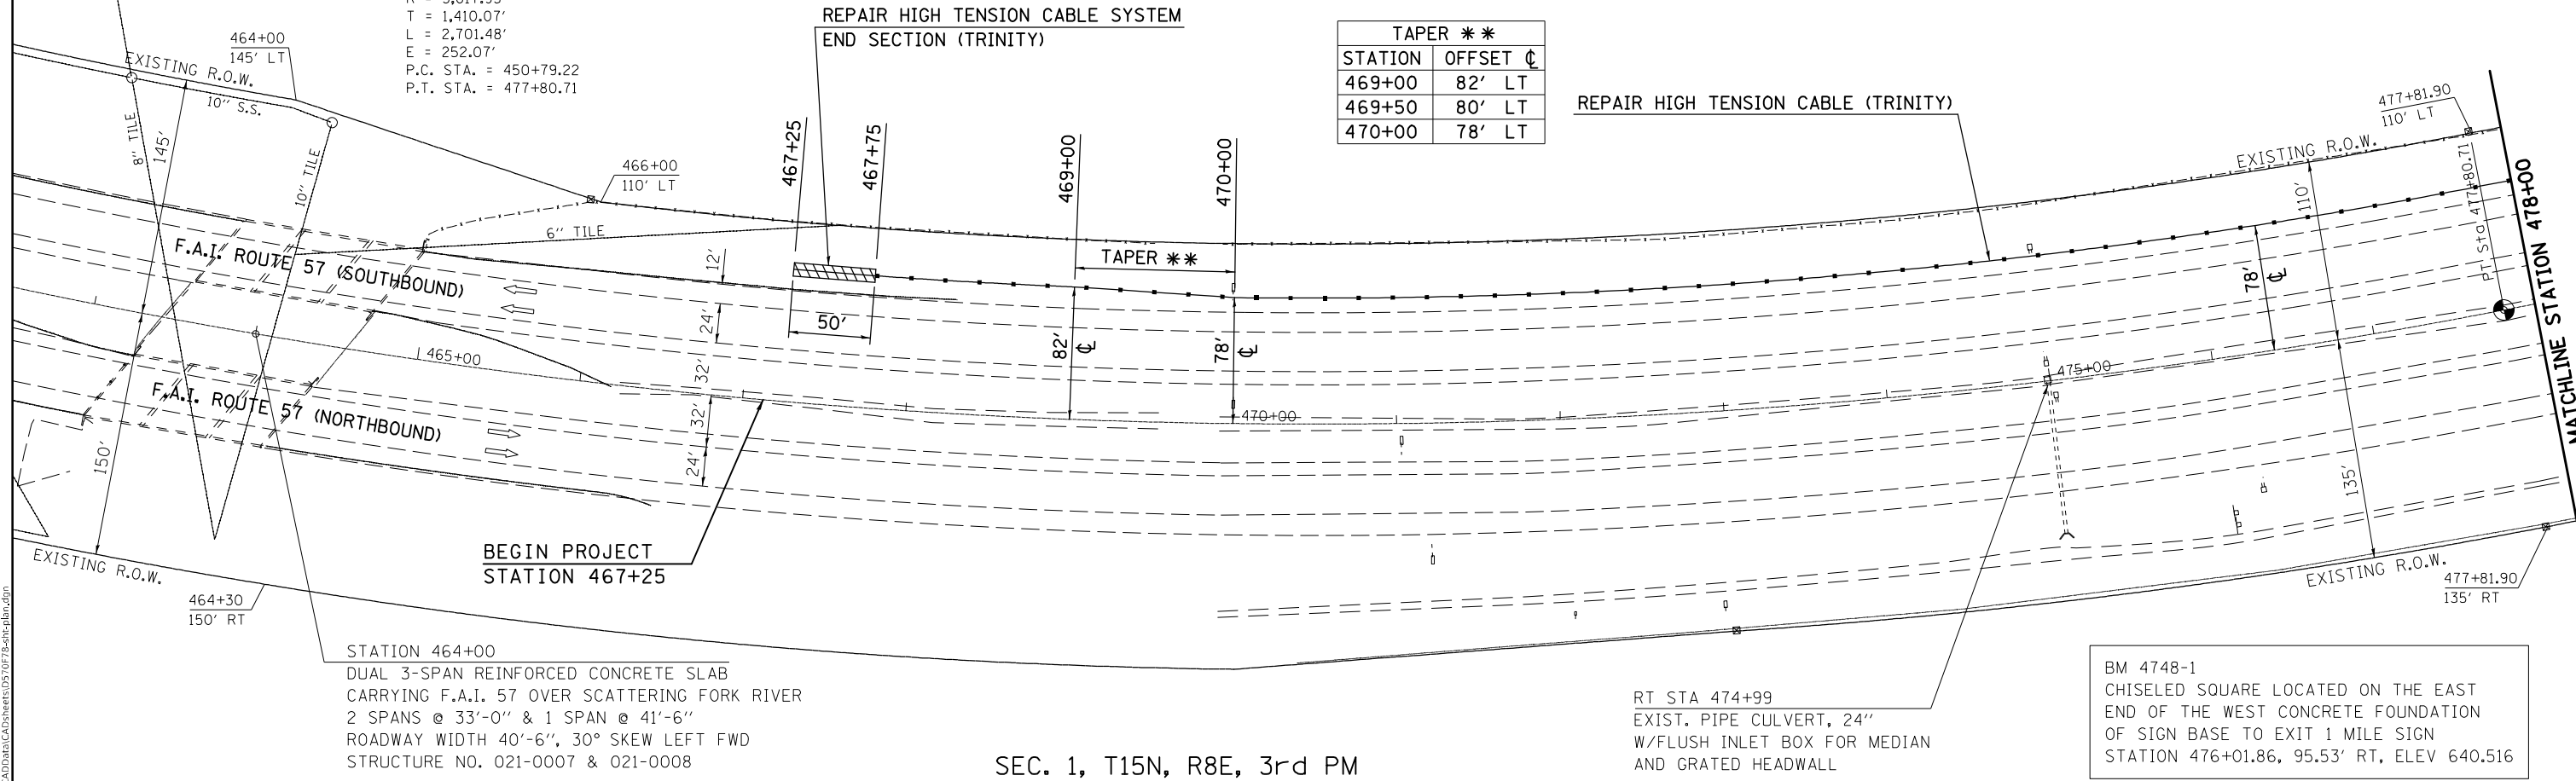 T = 1,410.07'
L = 2,701.48'
E = 252.07'
P.C. STA. = 450+79.22
P.T. STA. = 477+80.71
REPAIR HIGH TENSION CABLE SYSTEM
END SECTION (TRINITY)
TAPER **
STATION OFFSET ℄
469+00 82' LT
469+50 80' LT
470+00 78' LT
REPAIR HIGH TENSION CABLE (TRINITY)
464+00
145' LT
EXISTING R.O.W.
10" S.S.
8" TILE
145'
10" TILE
466+00
110' LT
467+25
467+75
469+00
470+00
477+81.90
110' LT
EXISTING R.O.W.
110'
PT Sta 477+80.71
MATCHLINE STATION 478+00
6" TILE
F.A.I. ROUTE 57 (SOUTHBOUND)
12'
TAPER **
50'
24'
82' ℄
78' ℄
78' ℄
465+00
32'
32'
24'
470+00
475+00
F.A.I. ROUTE 57 (NORTHBOUND)
150'
135'
EXISTING R.O.W.
464+30
150' RT
BEGIN PROJECT
STATION 467+25
EXISTING R.O.W.
477+81.90
135' RT
STATION 464+00
DUAL 3-SPAN REINFORCED CONCRETE SLAB
CARRYING F.A.I. 57 OVER SCATTERING FORK RIVER
2 SPANS @ 33'-0" & 1 SPAN @ 41'-6"
ROADWAY WIDTH 40'-6", 30° SKEW LEFT FWD
STRUCTURE NO. 021-0007 & 021-0008
SEC. 1, T15N, R8E, 3rd PM
RT STA 474+99
EXIST. PIPE CULVERT, 24"
W/FLUSH INLET BOX FOR MEDIAN
AND GRATED HEADWALL
BM 4748-1
CHISELED SQUARE LOCATED ON THE EAST
END OF THE WEST CONCRETE FOUNDATION
OF SIGN BASE TO EXIT 1 MILE SIGN
STATION 476+01.86, 95.53' RT, ELEV 640.516
CADData\CADsheets\D570F78-sht-plan.dgn